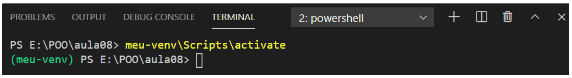 PROBLEMS OUTPUT DEBUG CONSOLE TERMINAL 2: powershell
PS E:\POO\aula08> meu-venv\Scripts\activate
(meu-venv) PS E:\POO\aula08>